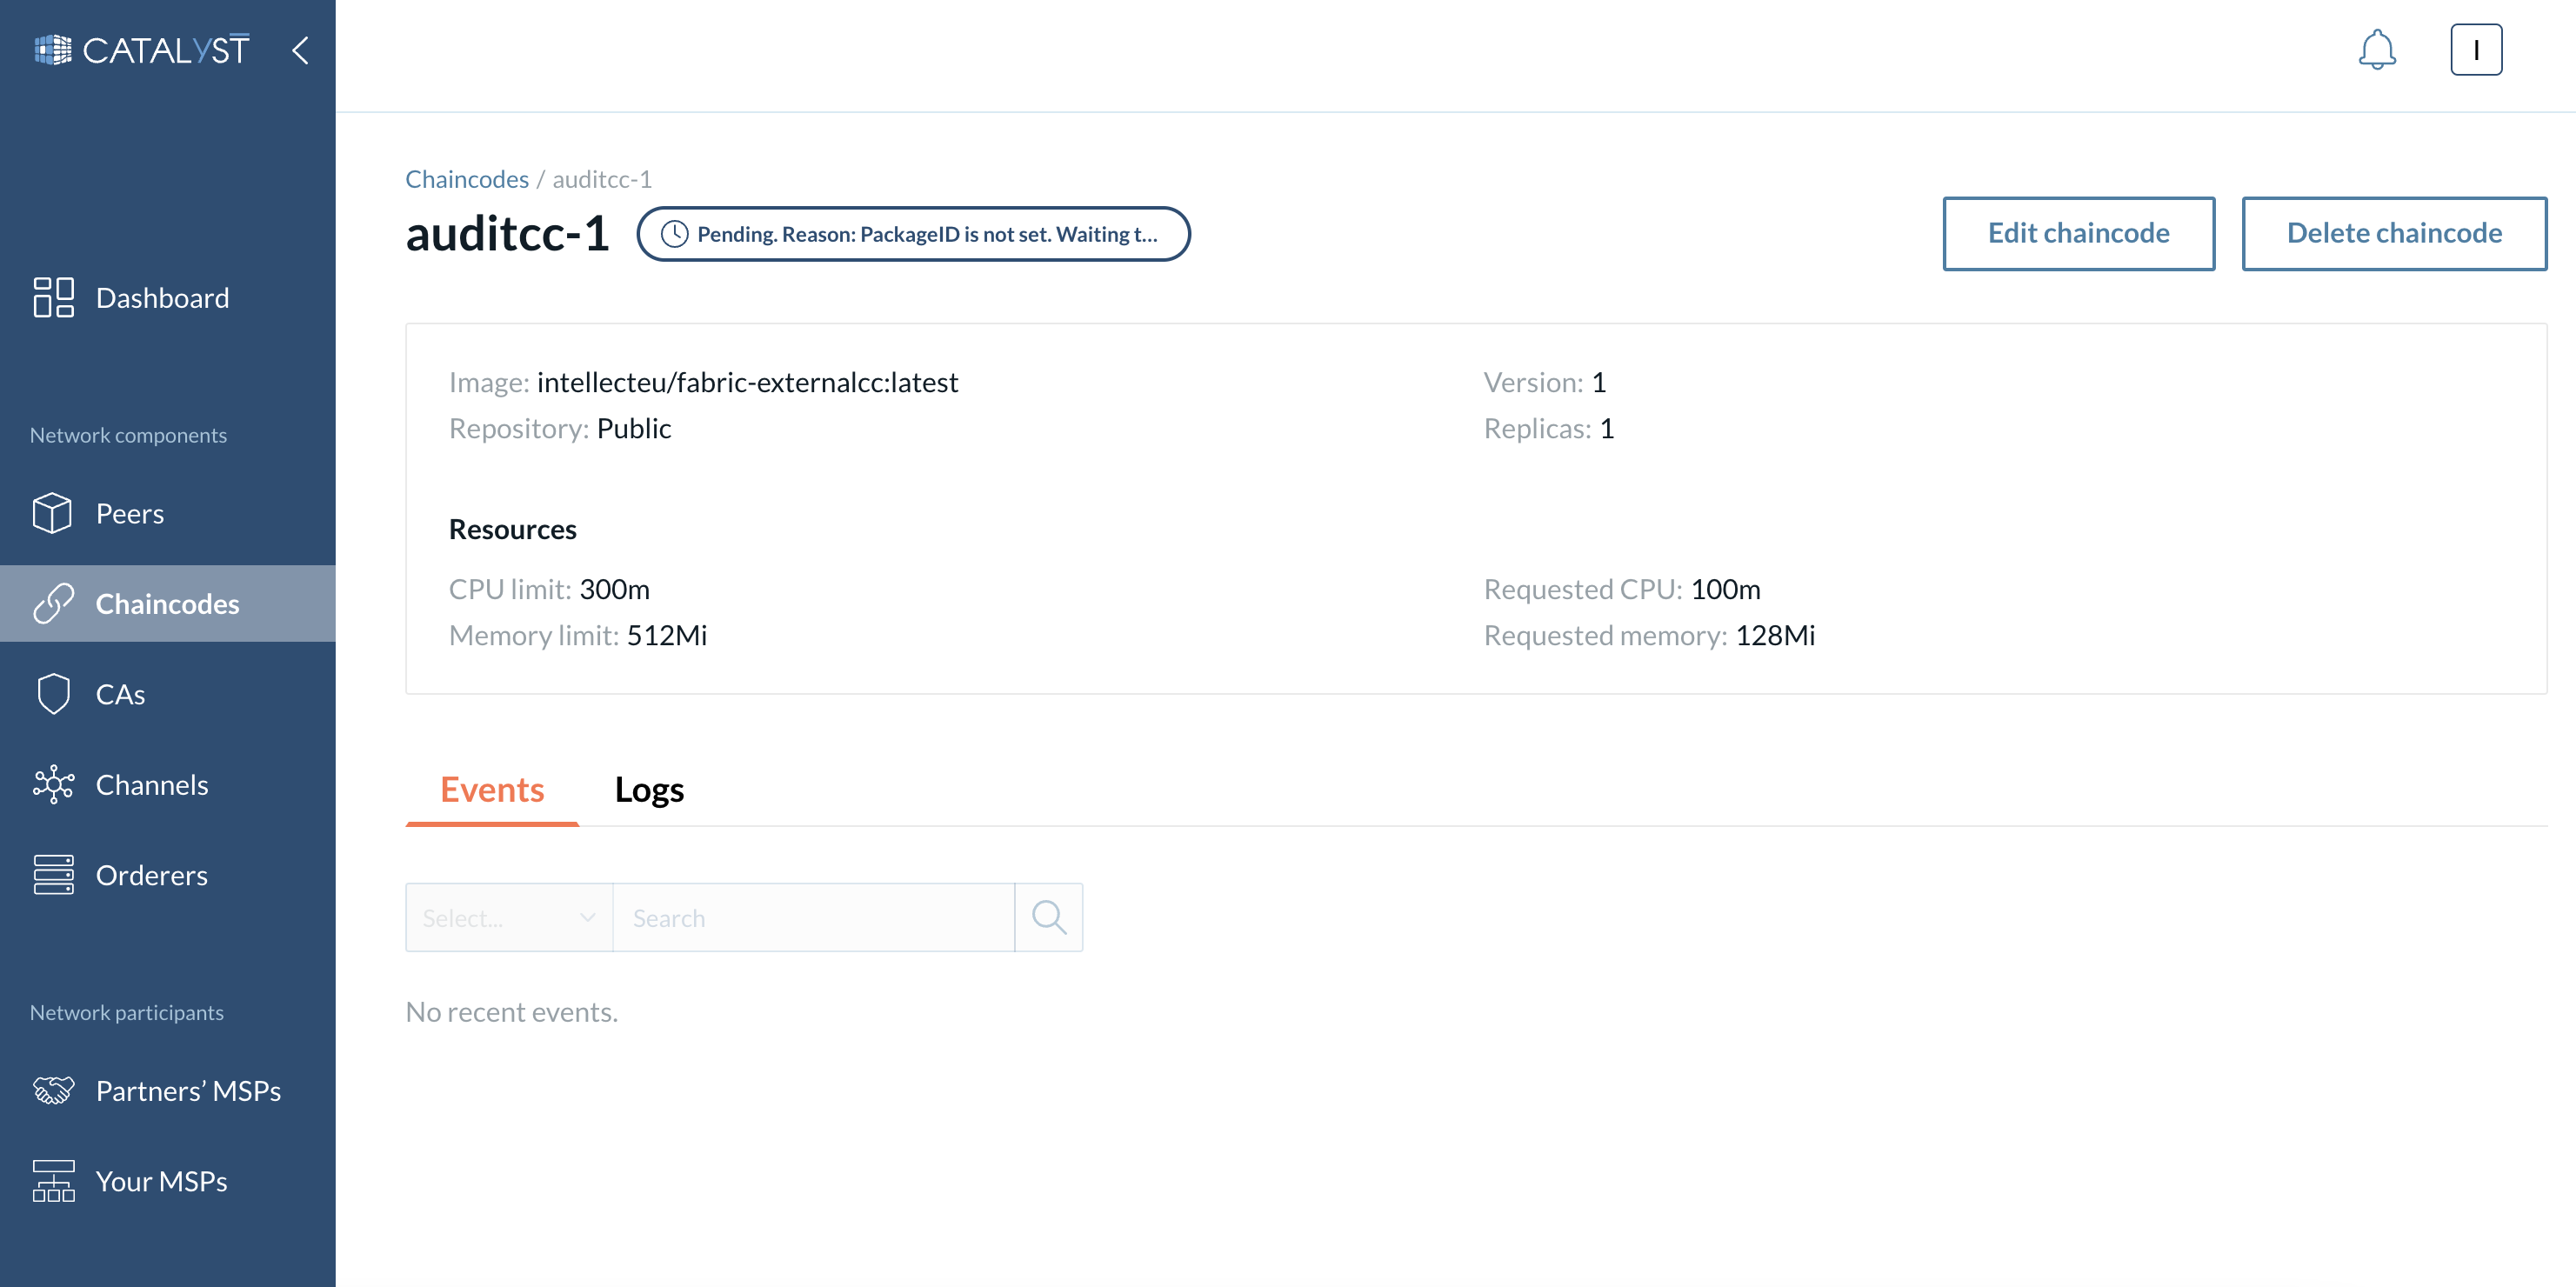 CATALYST
I
Dashboard
Network components
Peers
Chaincodes
CAs
Channels
Orderers
Network participants
Partners’ MSPs
Your MSPs
Chaincodes / auditcc-1
auditcc-1
Pending. Reason: PackageID is not set. Waiting t...
Edit chaincode
Delete chaincode
Image: intellecteu/fabric-externalcc:latest
Version: 1
Repository: Public
Replicas: 1
Resources
CPU limit: 300m
Requested CPU: 100m
Memory limit: 512Mi
Requested memory: 128Mi
Events
Logs
Select...
Search
No recent events.